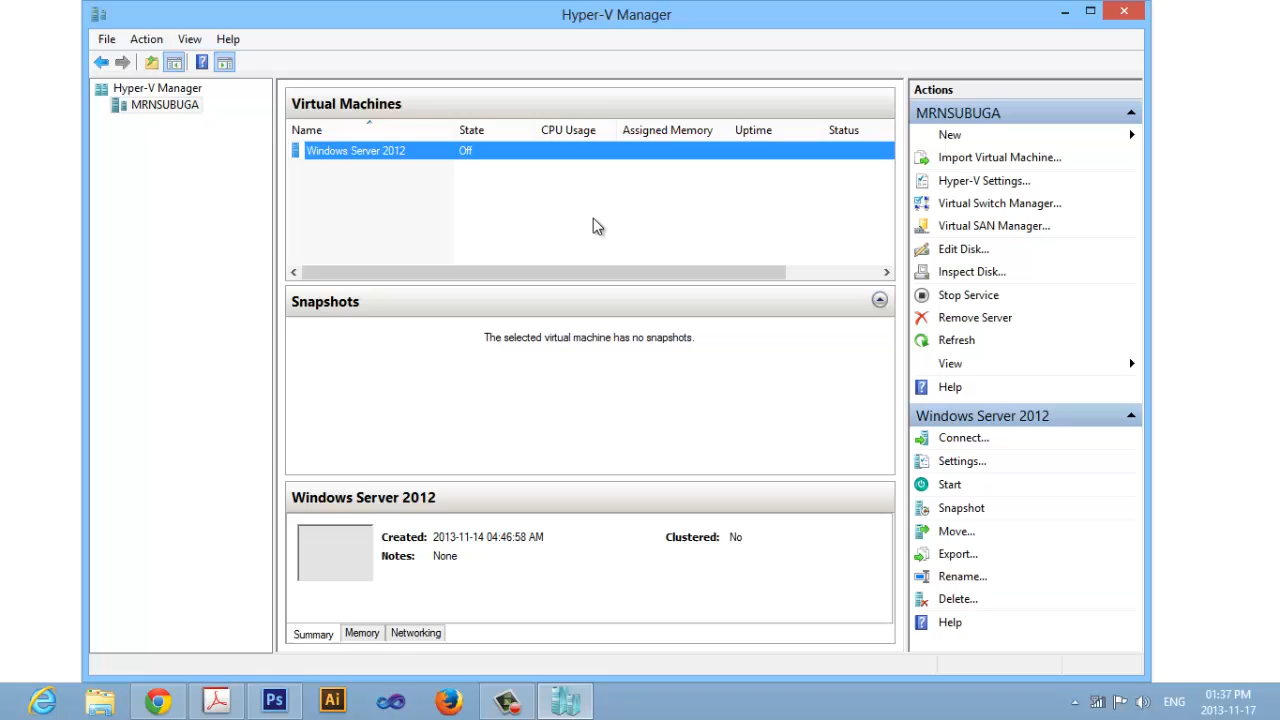 Hyper-V Manager
File Action View Help
Hyper-V Manager
MRNSUBUGA
Virtual Machines
Name State CPU Usage Assigned Memory Uptime Status
Windows Server 2012 Off
Snapshots
The selected virtual machine has no snapshots.
Windows Server 2012
Created: 2013-11-14 04:46:58 AM Clustered: No
Notes: None
Summary Memory Networking
Actions
MRNSUBUGA
New
Import Virtual Machine...
Hyper-V Settings...
Virtual Switch Manager...
Virtual SAN Manager...
Edit Disk...
Inspect Disk...
Stop Service
Remove Server
Refresh
View
Help
Windows Server 2012
Connect...
Settings...
Start
Snapshot
Move...
Export...
Rename...
Delete...
Help
Ps
Ai
ENG
01:37 PM
2013-11-17